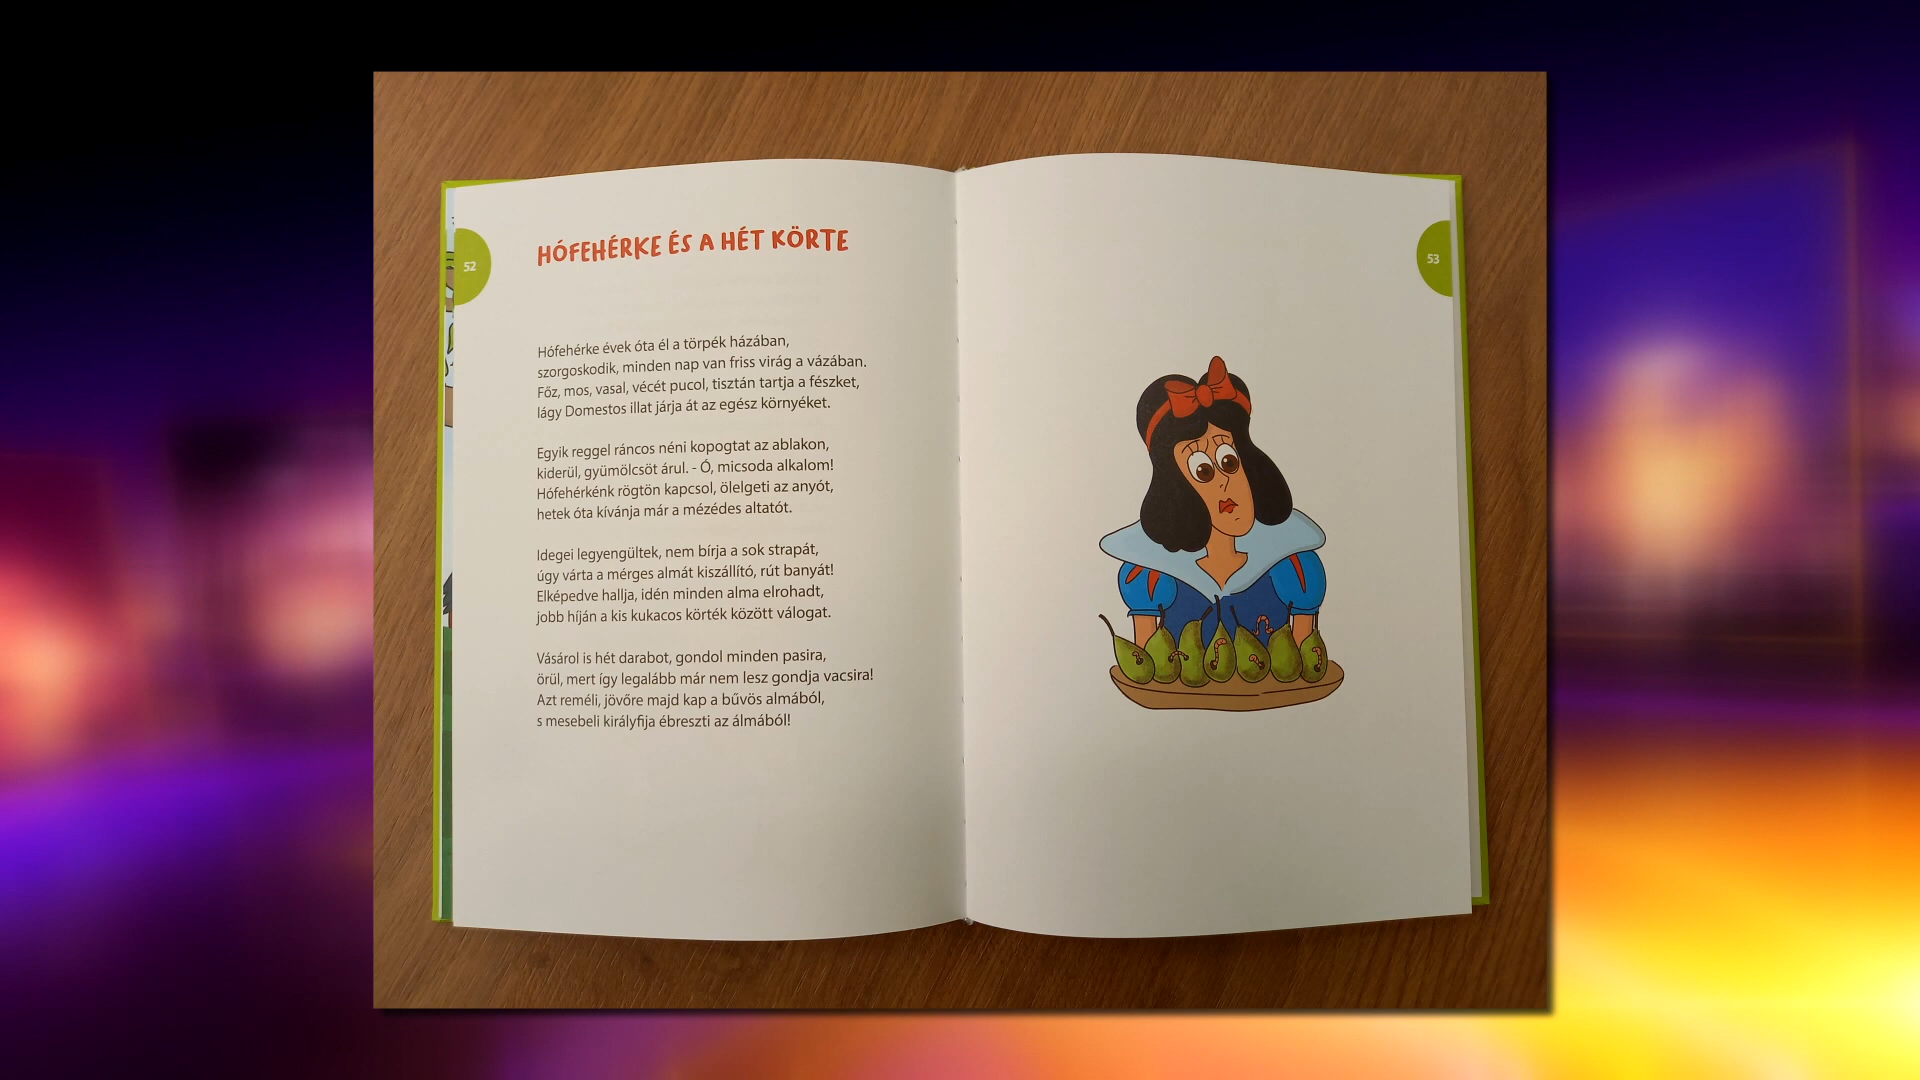 52
HÓFEHÉRKE ÉS A HÉT KÖRTE
Hófehérke évek óta él a törpék házában,
szorgoskodik, minden nap van friss virág a vázában.
Főz, mos, vasal, vécét pucol, tisztán tartja a fészket,
lágy Domestos illat járja át az egész környéket.
Egyik reggel ráncos néni kopogtat az ablakon,
kiderül, gyümölcsöt árul. - Ó, micsoda alkalom!
Hófehérkénk rögtön kapcsol, ölelgeti az anyót,
hetek óta kívánja már a mézédes altatót.
Idegei legyengültek, nem bírja a sok strapát,
úgy várta a mérges almát kiszállító, rút banyát!
Elképedve hallja, idén minden alma elrohadt,
jobb híján a kis kukacos körték között válogat.
Vásárol is hét darabot, gondol minden pasira,
örül, mert így legalább már nem lesz gondja vacsira!
Azt reméli, jövőre majd kap a bűvös almából,
s mesebeli királyfija ébreszti az álmából!
53